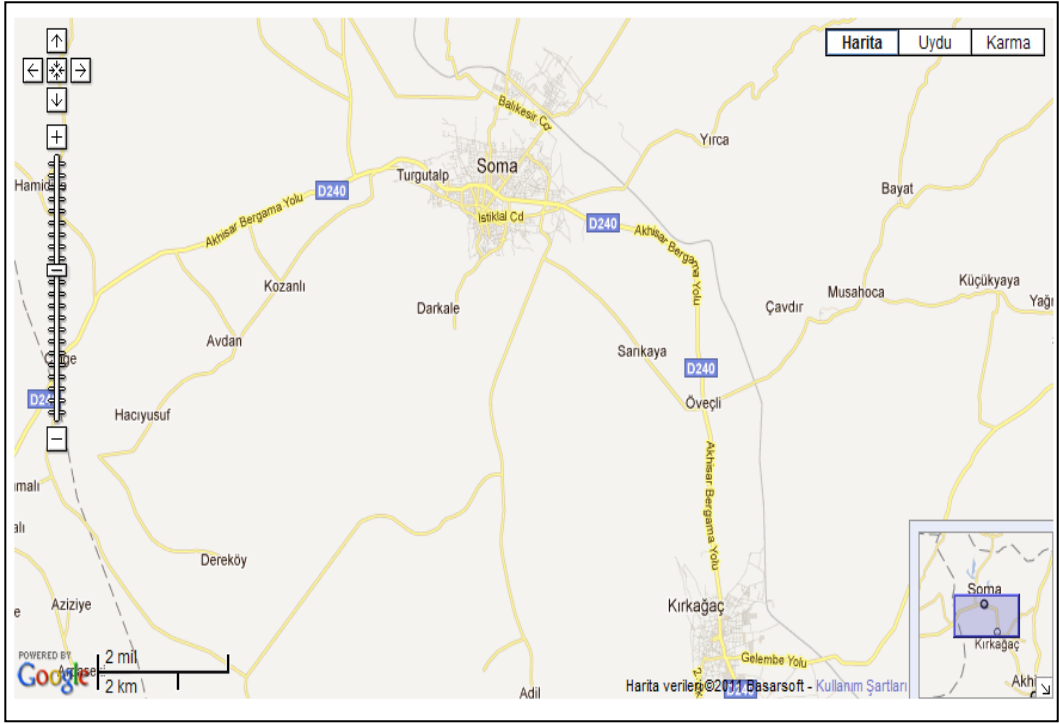 Harita Uydu Karma
Balıkesir Cd
Yırca
Soma
Turgutalp
Bayat
D240
Akhisar Bergama Yolu
İstiklal Cd
D240
Akhisar Bergama Yolu
Küçükyaya
Kozanlı
Musahoca
Darkale
Çavdır
Avdan
Sarıkaya
D240
Öveçli
Hacıyusuf
Akhisar Bergama Yolu
Dereköy
Soma
Aziziye
Kırkağaç
Kırkağaç
POWERED BY
Google
2 mil
2 km
Gelembe Yolu
Adil
Harita verileri ©2011 Basarsoft - Kullanım Şartları